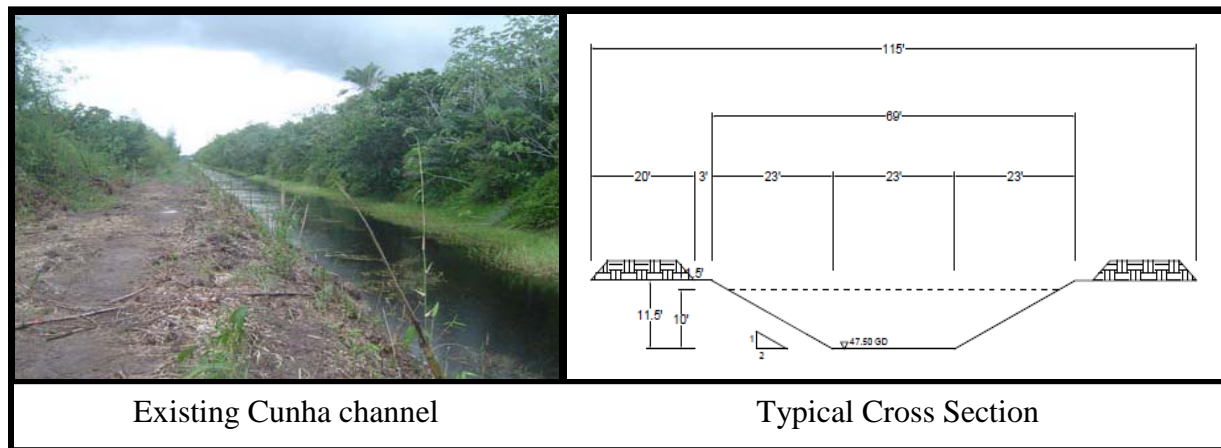 115'
69'
20' 3' 23' 23' 23'
1.5'
11.5' 10'
1
2
47.50 GD
Existing Cunha channel Typical Cross Section